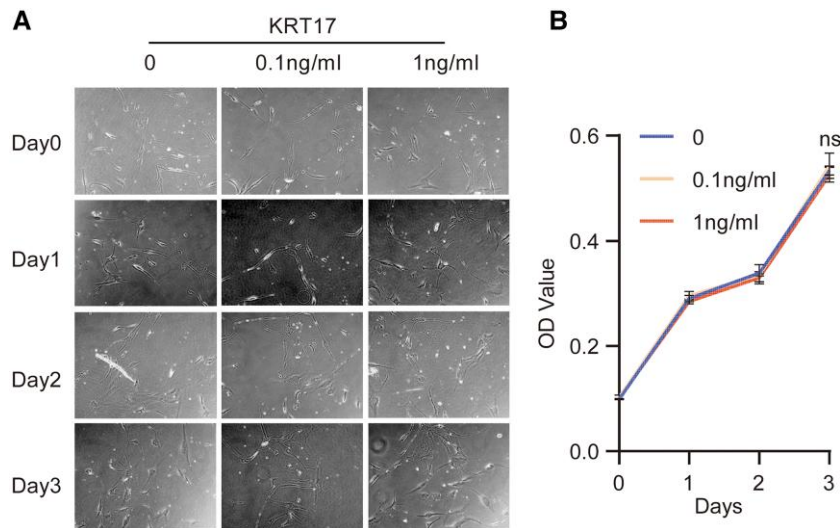 A
KRT17
0 0.1ng/ml 1ng/ml
Day0
Day1
Day2
Day3
B
0.6
0.4
0.2
0.0
OD Value
0
0.1ng/ml
1ng/ml
ns
0 1 2 3
Days